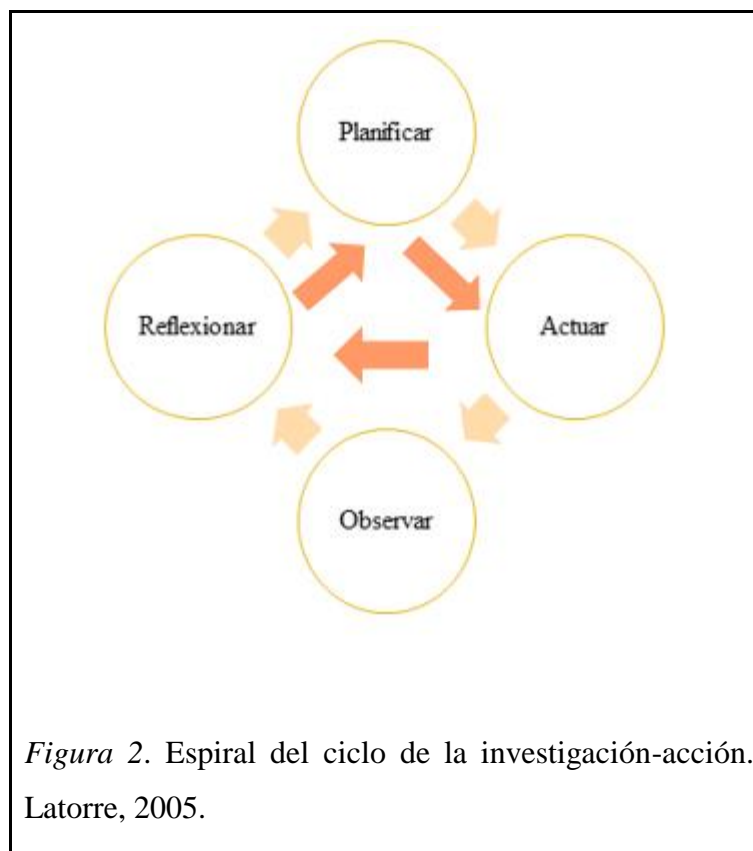 Planificar
Reflexionar
Actuar
Observar
Figura 2. Espiral del ciclo de la investigación-acción.
Latorre, 2005.